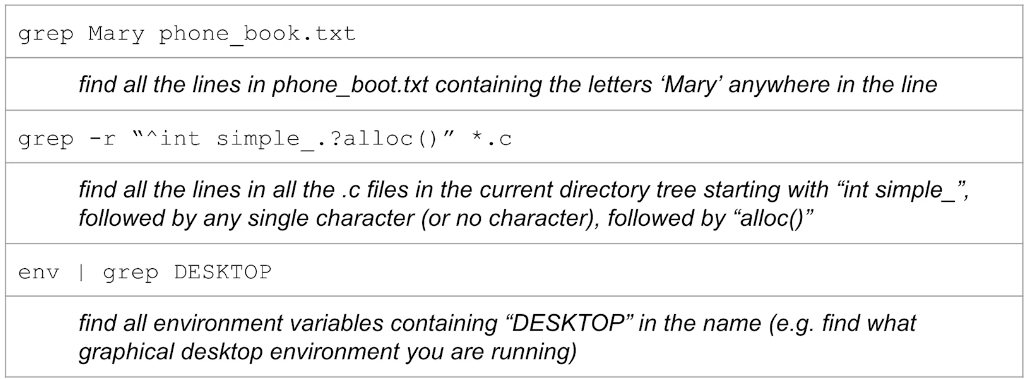 grep Mary phone_book.txt
find all the lines in phone_boot.txt containing the letters ‘Mary’ anywhere in the line
grep -r “^int simple_.?alloc()” *.c
find all the lines in all the .c files in the current directory tree starting with “int simple_”,
followed by any single character (or no character), followed by “alloc()”
env | grep DESKTOP
find all environment variables containing “DESKTOP” in the name (e.g. find what
graphical desktop environment you are running)